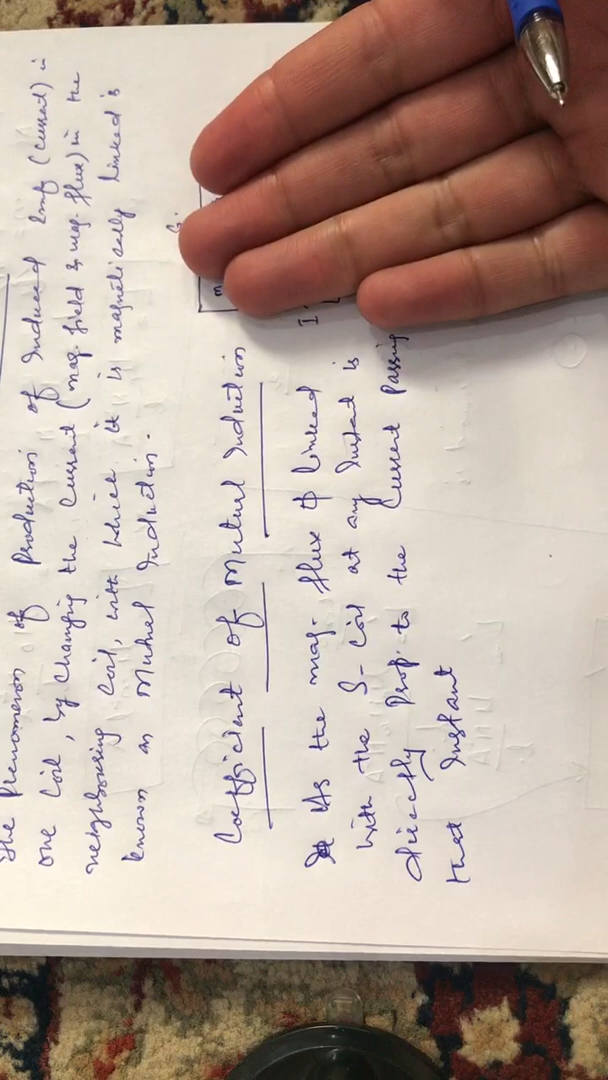 The Phenomenon of Production of Induced emf (current) in
one Coil, by Changing the Current (mag. field & mag. flux) in the
neighbouring Coil, with which it is magnetically linked is
known as Mutual Induction.
Coefficient of Mutual Induction
As the mag. flux ϕ linked
with the S-Coil at any Instant is
directly Prop. to the Current Passing
that Instant
I
m